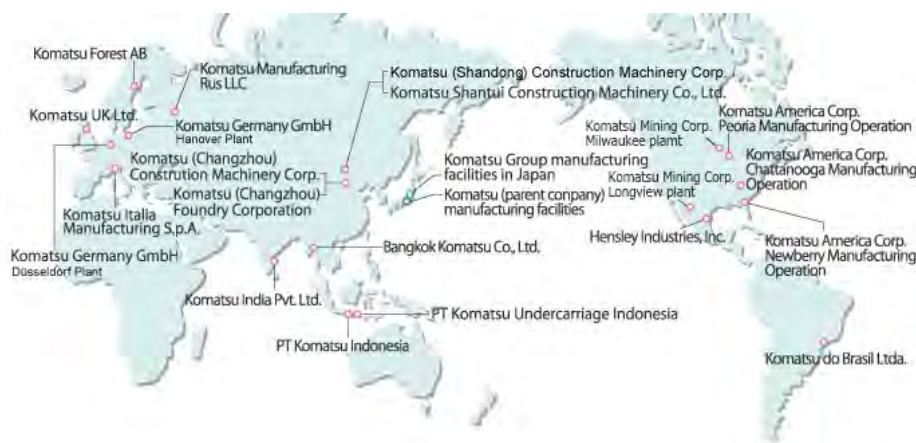 Komatsu Forest AB
Komatsu Manufacturing
Rus LLC
Komatsu (Shandong) Construction Machinery Corp.
Komatsu Shantui Construction Machinery Co., Ltd.
Komatsu UK Ltd.
Komatsu Germany GmbH
Hanover Plant
Komatsu (Changzhou)
Constrution Machinery Corp.
Komatsu (Changzhou)
Foundry Corporation
Komatsu Italia
Manufacturing S.p.A.
Komatsu Germany GmbH
Düsseldorf Plant
Komatsu Group manufacturing
facilities in Japan
Komatsu (parent conpany)
manufacturing facilities
Bangkok Komatsu Co., Ltd.
Komatsu India Pvt. Ltd.
PT Komatsu Undercarriage Indonesia
PT Komatsu Indonesia
Komatsu Mining Corp.
Milwaukee plamt
Komatsu America Corp.
Peoria Manufacturing Operation
Komatsu Mining Corp.
Longview plant
Komatsu America Corp.
Chattanooga Manufacturing
Operation
Hensley Industries, Inc.
Komatsu America Corp.
Newberry Manufacturing
Operation
Komatsu do Brasil Ltda.